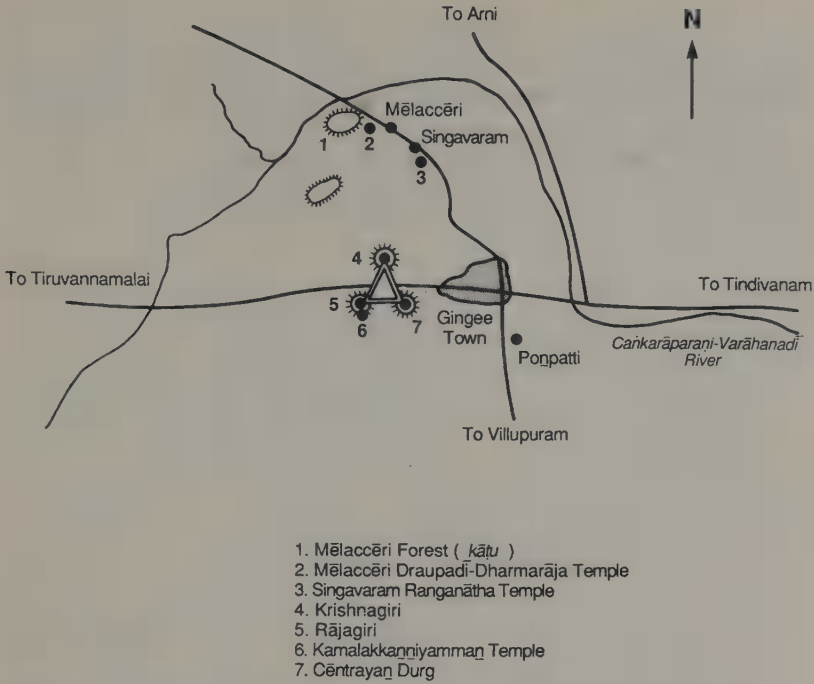 To Arni
N
Mēlaccēri
1
2
Singavaram
3
4
To Tiruvannamalai
To Tindivanam
5
6
7
Gingee
Town
Poṉpatti
Caṅkarāparaṇi-Varāhanadī
River
To Villupuram
1. Mēlaccēri Forest ( kāṭu )
2. Mēlaccēri Draupadī-Dharmarāja Temple
3. Singavaram Ranganātha Temple
4. Krishnagiri
5. Rājagiri
6. Kamalakkaṉṉiyammaṉ Temple
7. Cēntrayaṉ Durg